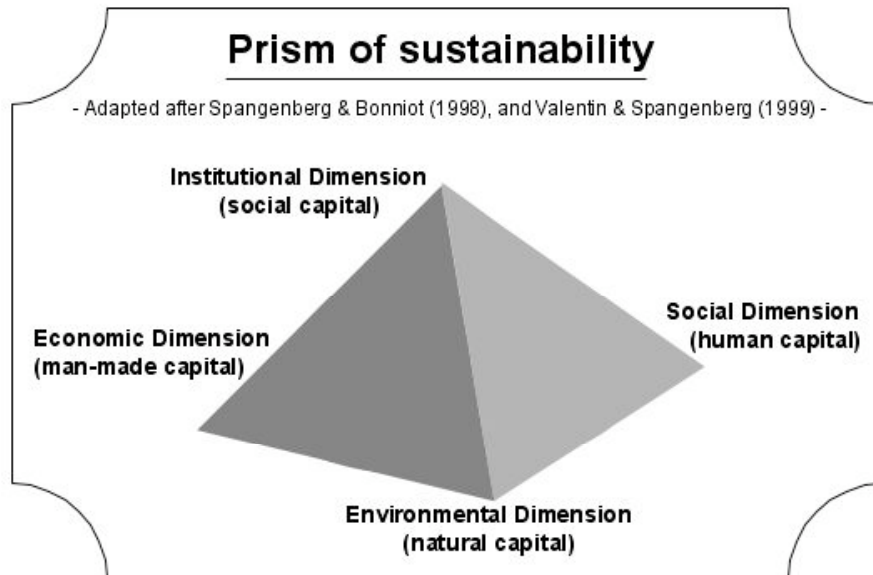 Prism of sustainability
- Adapted after Spangenberg & Bonniot (1998), and Valentin & Spangenberg (1999) -
Institutional Dimension
(social capital)
Economic Dimension
(man-made capital)
Social Dimension
(human capital)
Environmental Dimension
(natural capital)